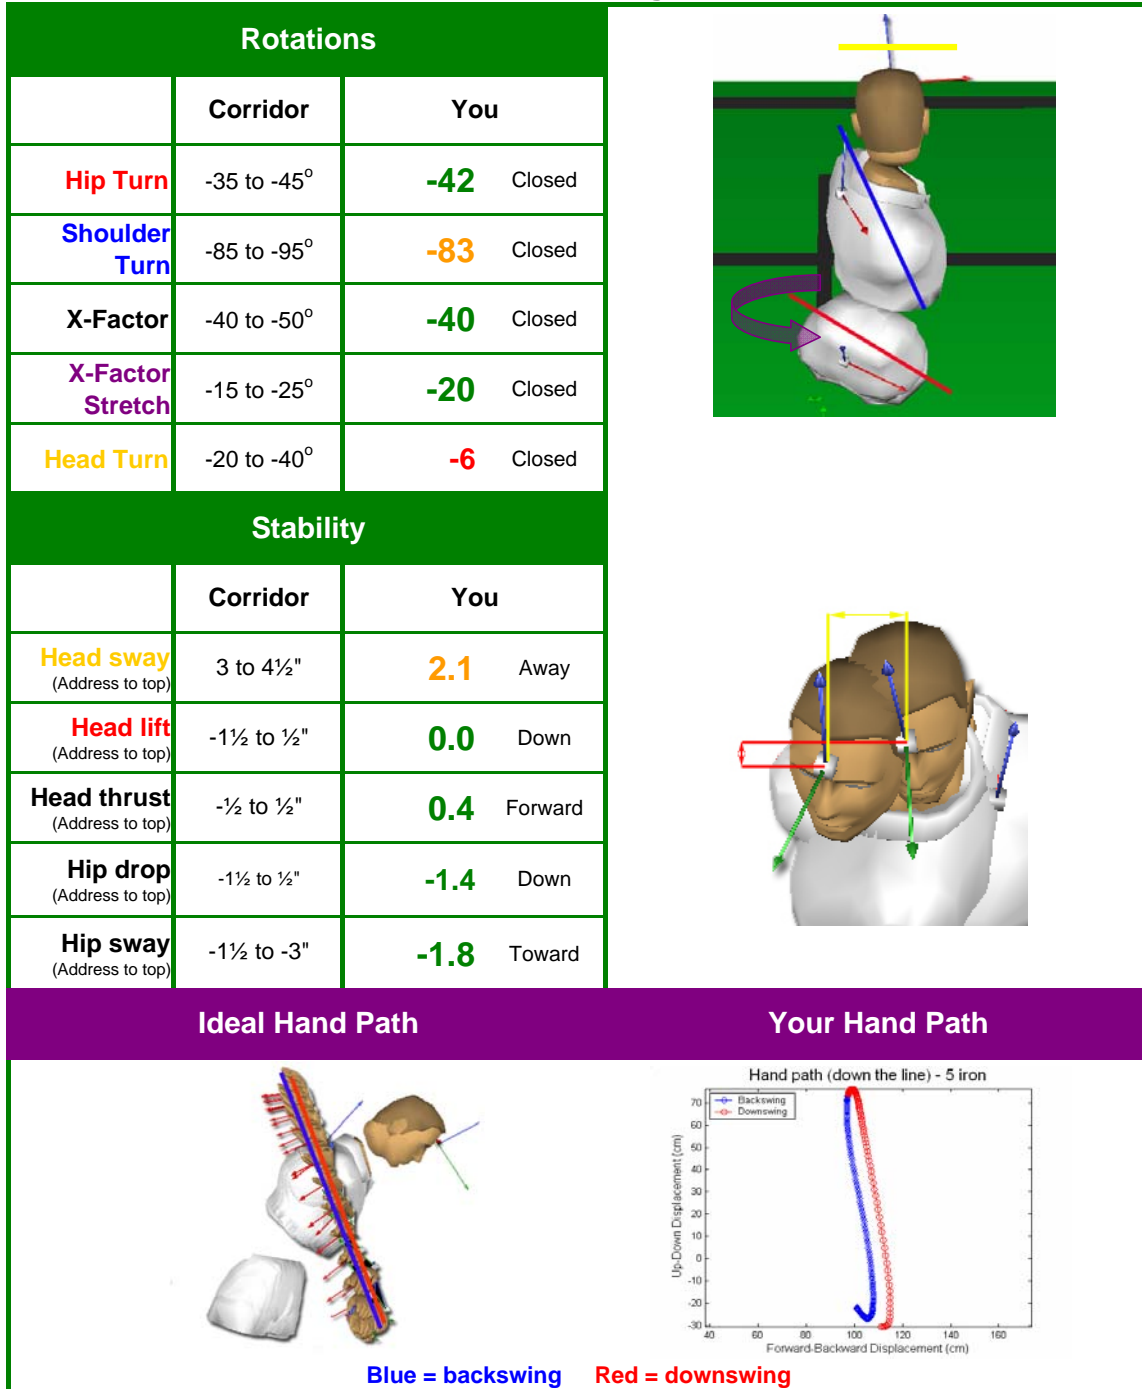 Rotations
Corridor You
Hip Turn -35 to -45° -42 Closed
Shoulder
Turn -85 to -95° -83 Closed
X-Factor -40 to -50° -40 Closed
X-Factor
Stretch -15 to -25° -20 Closed
Head Turn -20 to -40° -6 Closed
Stability
Corridor You
Head sway
(Address to top) 3 to 4½" 2.1 Away
Head lift
(Address to top) -1½ to ½" 0.0 Down
Head thrust
(Address to top) -½ to ½" 0.4 Forward
Hip drop
(Address to top) -1½ to ½" -1.4 Down
Hip sway
(Address to top) -1½ to -3" -1.8 Toward
Ideal Hand Path Your Hand Path
Hand path (down the line) - 5 iron
Backswing
Downswing
Up-Down Displacement (cm)
70
60
50
40
30
20
10
0
-10
-20
-30
40 60 80 100 120 140 160
Forward-Backward Displacement (cm)
Blue = backswing Red = downswing